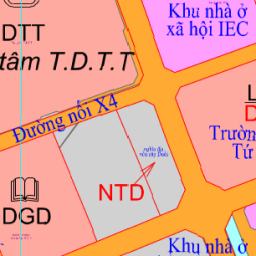 Khu nhà ở
xã hội IEC
DTT
tâm T.D.T.T
Đường nối X4
L
D
Trườn
Tứ
NTD
DGD
Khu nhà ở